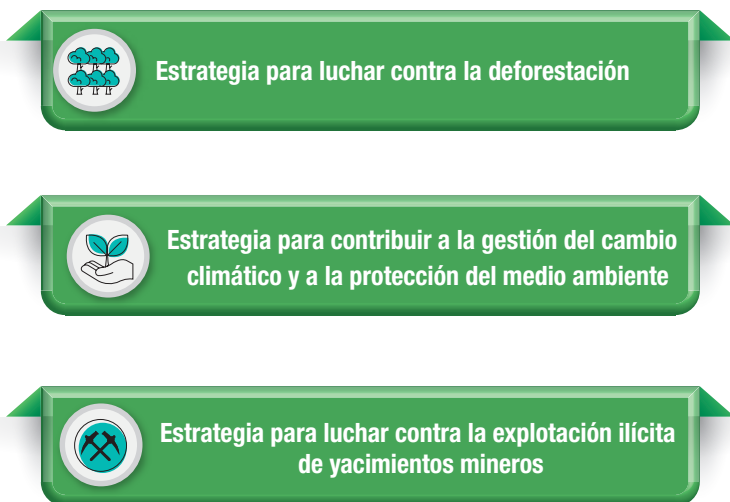 Estrategia para luchar contra la deforestación
Estrategia para contribuir a la gestión del cambio
climático y a la protección del medio ambiente
Estrategia para luchar contra la explotación ilícita
de yacimientos mineros